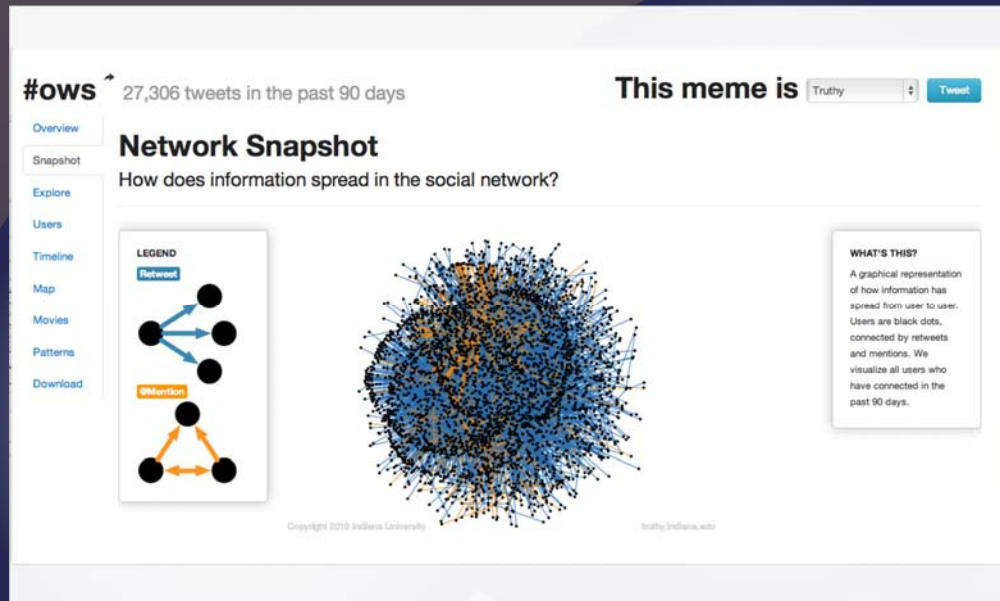 #ows
27,306 tweets in the past 90 days
This meme is
Truthy
Tweet
Overview
Snapshot
Explore
Users
Timeline
Map
Movies
Patterns
Download
Network Snapshot
How does information spread in the social network?
LEGEND
Retweet
@Mention
WHAT'S THIS?
A graphical representation
of how information has
spread from user to user.
Users are black dots,
connected by retweets
and mentions. We
visualize all users who
have connected in the
past 90 days.
Copyright 2010 Indiana University
truthy.indiana.edu